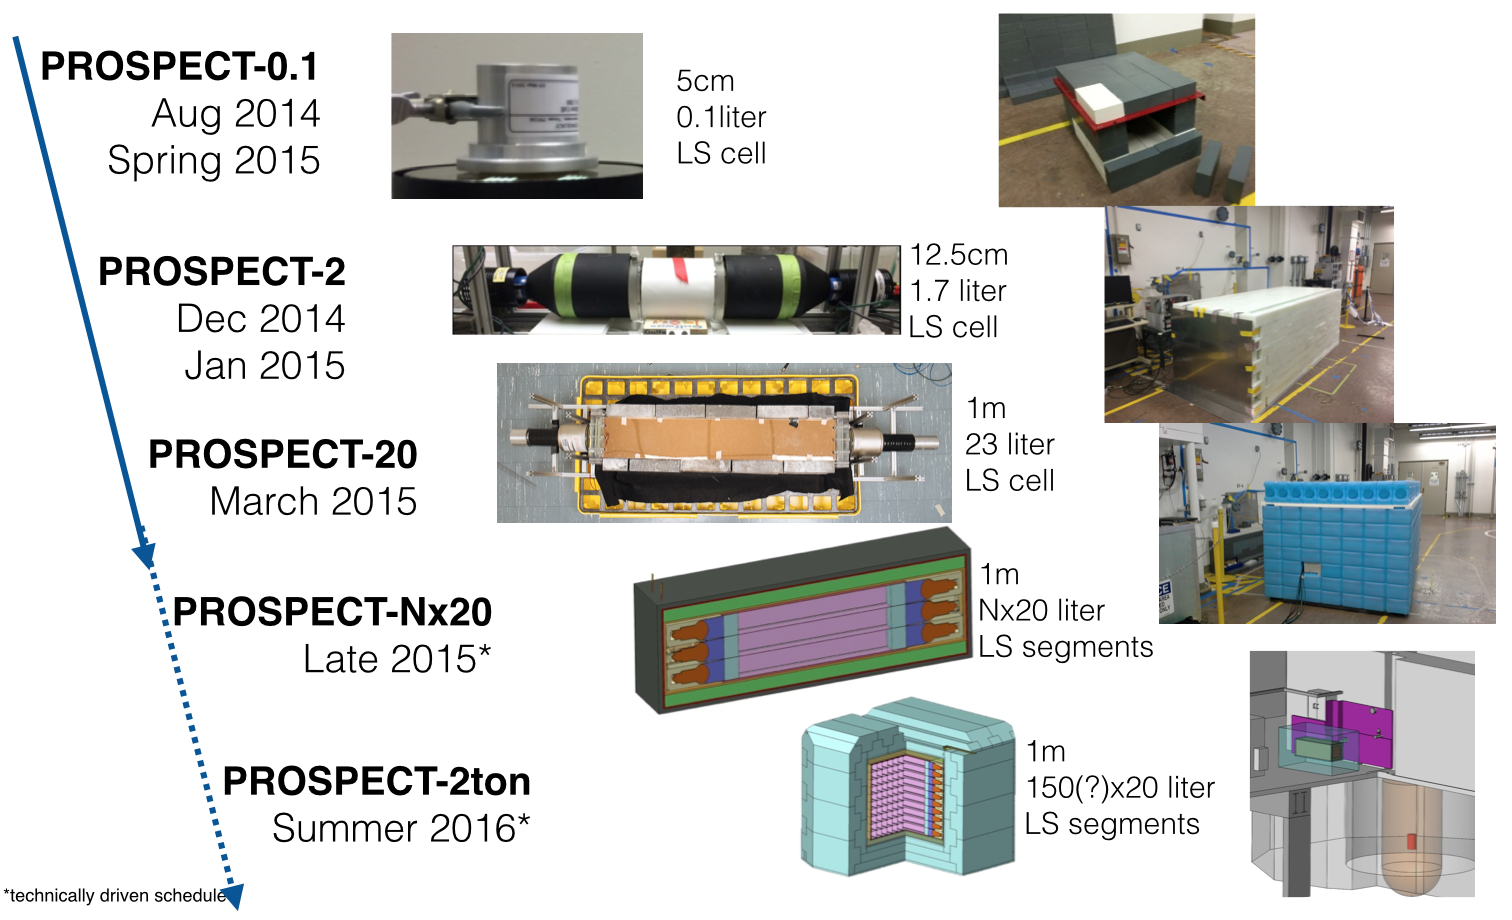 PROSPECT-0.1
Aug 2014
Spring 2015
5cm
0.1liter
LS cell
PROSPECT-2
Dec 2014
Jan 2015
12.5cm
1.7 liter
LS cell
PROSPECT-20
March 2015
1m
23 liter
LS cell
PROSPECT-Nx20
Late 2015*
1m
Nx20 liter
LS segments
PROSPECT-2ton
Summer 2016*
1m
150(?)x20 liter
LS segments
*technically driven schedule